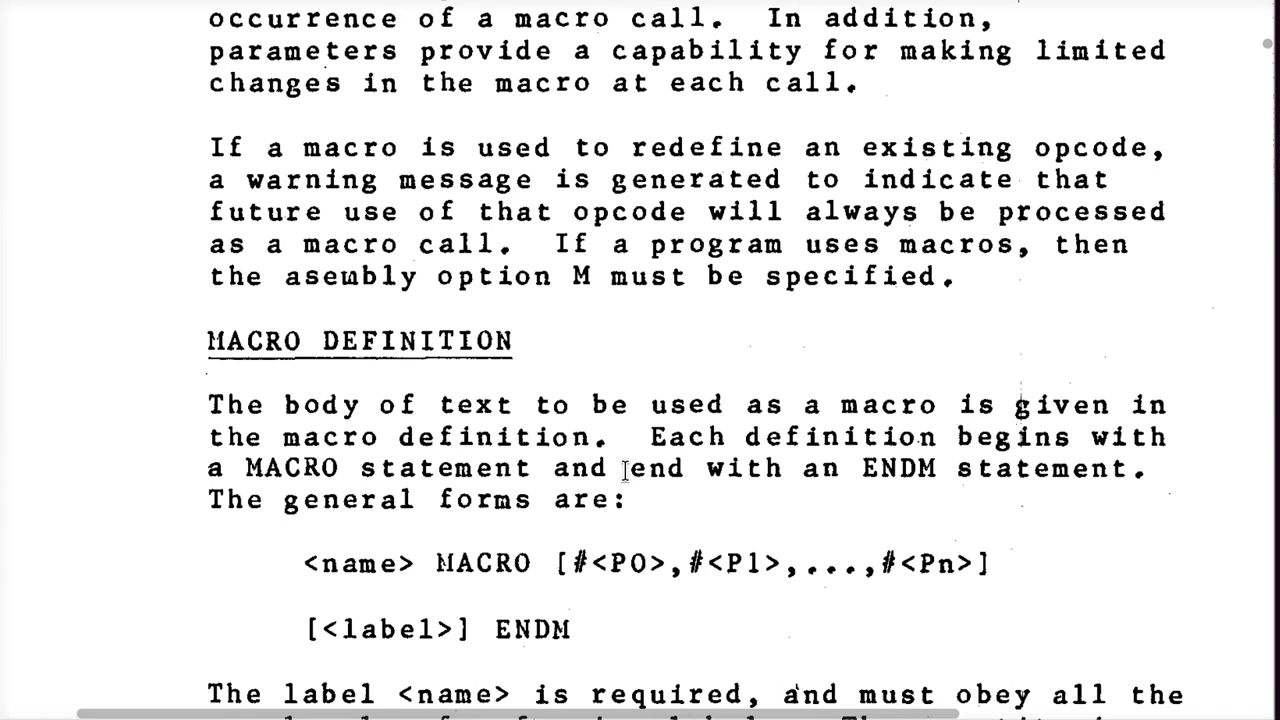 occurrence of a macro call.  In addition,
parameters provide a capability for making limited
changes in the macro at each call.
If a macro is used to redefine an existing opcode,
a warning message is generated to indicate that
future use of that opcode will always be processed
as a macro call.  If a program uses macros, then
the asembly option M must be specified.
MACRO DEFINITION
The body of text to be used as a macro is given in
the macro definition.  Each definition begins with
a MACRO statement and end with an ENDM statement.
The general forms are:
<name> MACRO [#<P0>,#<P1>,...,#<Pn>]
[<label>] ENDM
The label <name> is required, and must obey all the